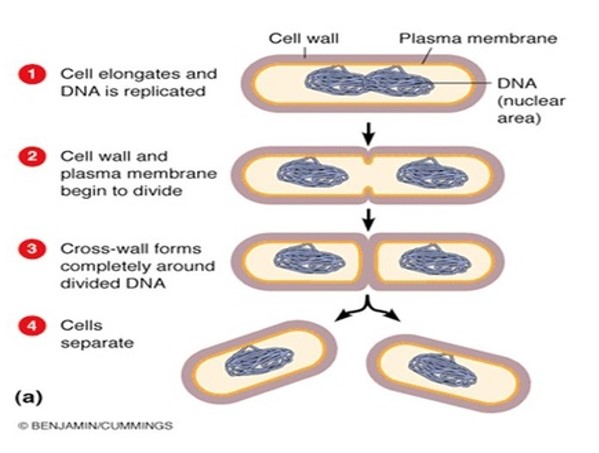 Cell wall
Plasma membrane
1
Cell elongates and
DNA is replicated
DNA
(nuclear
area)
2
Cell wall and
plasma membrane
begin to divide
3
Cross-wall forms
completely around
divided DNA
4
Cells
separate
(a)
© BENJAMIN/CUMMINGS